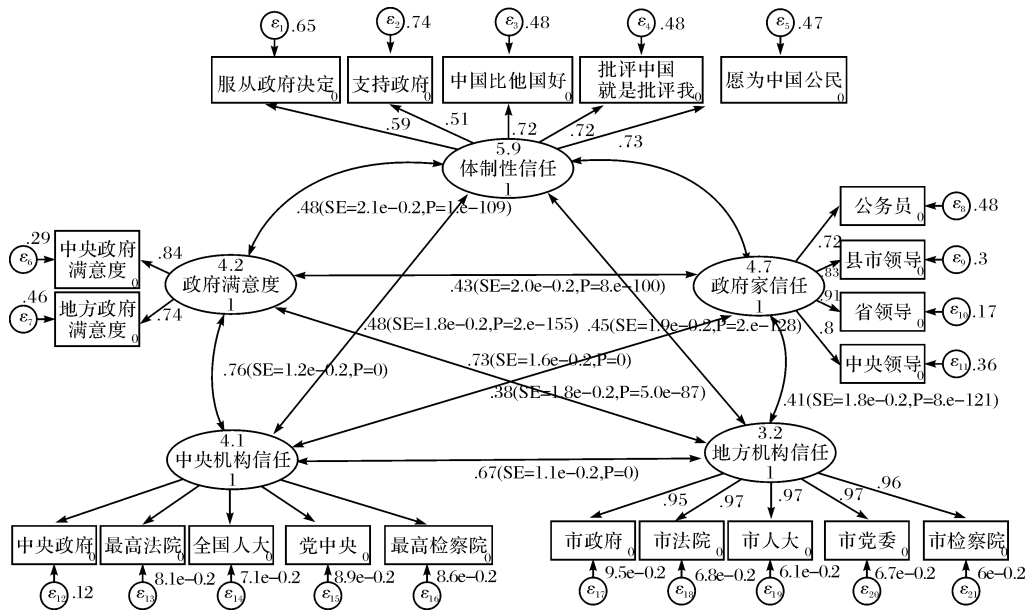 ε1 .65
ε2 .74
ε3 .48
ε4 .48
ε5 .47
服从政府决定 0
支持政府 0
中国比他国好 0
批评中国
就是批评我 0
愿为中国公民 0
.59
.51
.72
.72
.73
5.9
体制性信任
1
.48(SE=2.1e-0.2,P=1.e-109)
公务员 0
ε8 .48
.72
.29
ε6
中央政府
满意度
0
.84
县市领导 0
ε9 .3
.83
4.2
政府满意度
1
4.7
政府家信任
1
.43(SE=2.0e-0.2,P=8.e-100)
.46
ε7
地方政府
满意度
0
.74
.91
省领导 0
ε10 .17
.48(SE=1.8e-0.2,P=2.e-155)
.45(SE=1.9e-0.2,P=2.e-128)
.8
中央领导 0
ε11 .36
.76(SE=1.2e-0.2,P=0)
.73(SE=1.6e-0.2,P=0)
.38(SE=1.8e-0.2,P=5.0e-87)
.41(SE=1.8e-0.2,P=8.e-121)
4.1
中央机构信任
1
3.2
地方机构信任
1
.67(SE=1.1e-0.2,P=0)
.95
.97
.97
.97
.96
中央政府 0
最高法院 0
全国人大 0
党中央 0
最高检察院 0
市政府 0
市法院 0
市人大 0
市党委 0
市检察院 0
ε12 .12
ε13 8.1e-0.2
ε14 7.1e-0.2
ε15 8.9e-0.2
ε16 8.6e-0.2
ε17 9.5e-0.2
ε18 6.8e-0.2
ε19 6.1e-0.2
ε20 6.7e-0.2
ε21 6e-0.2